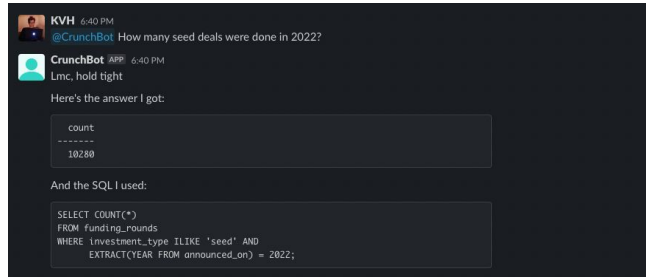 KVH 6:40 PM
@CrunchBot How many seed deals were done in 2022?
CrunchBot APP 6:40 PM
Lmc, hold tight
Here's the answer I got:
count
-------
10280
And the SQL I used:
SELECT COUNT(*)
FROM funding_rounds
WHERE investment_type ILIKE 'seed' AND
EXTRACT(YEAR FROM announced_on) = 2022;